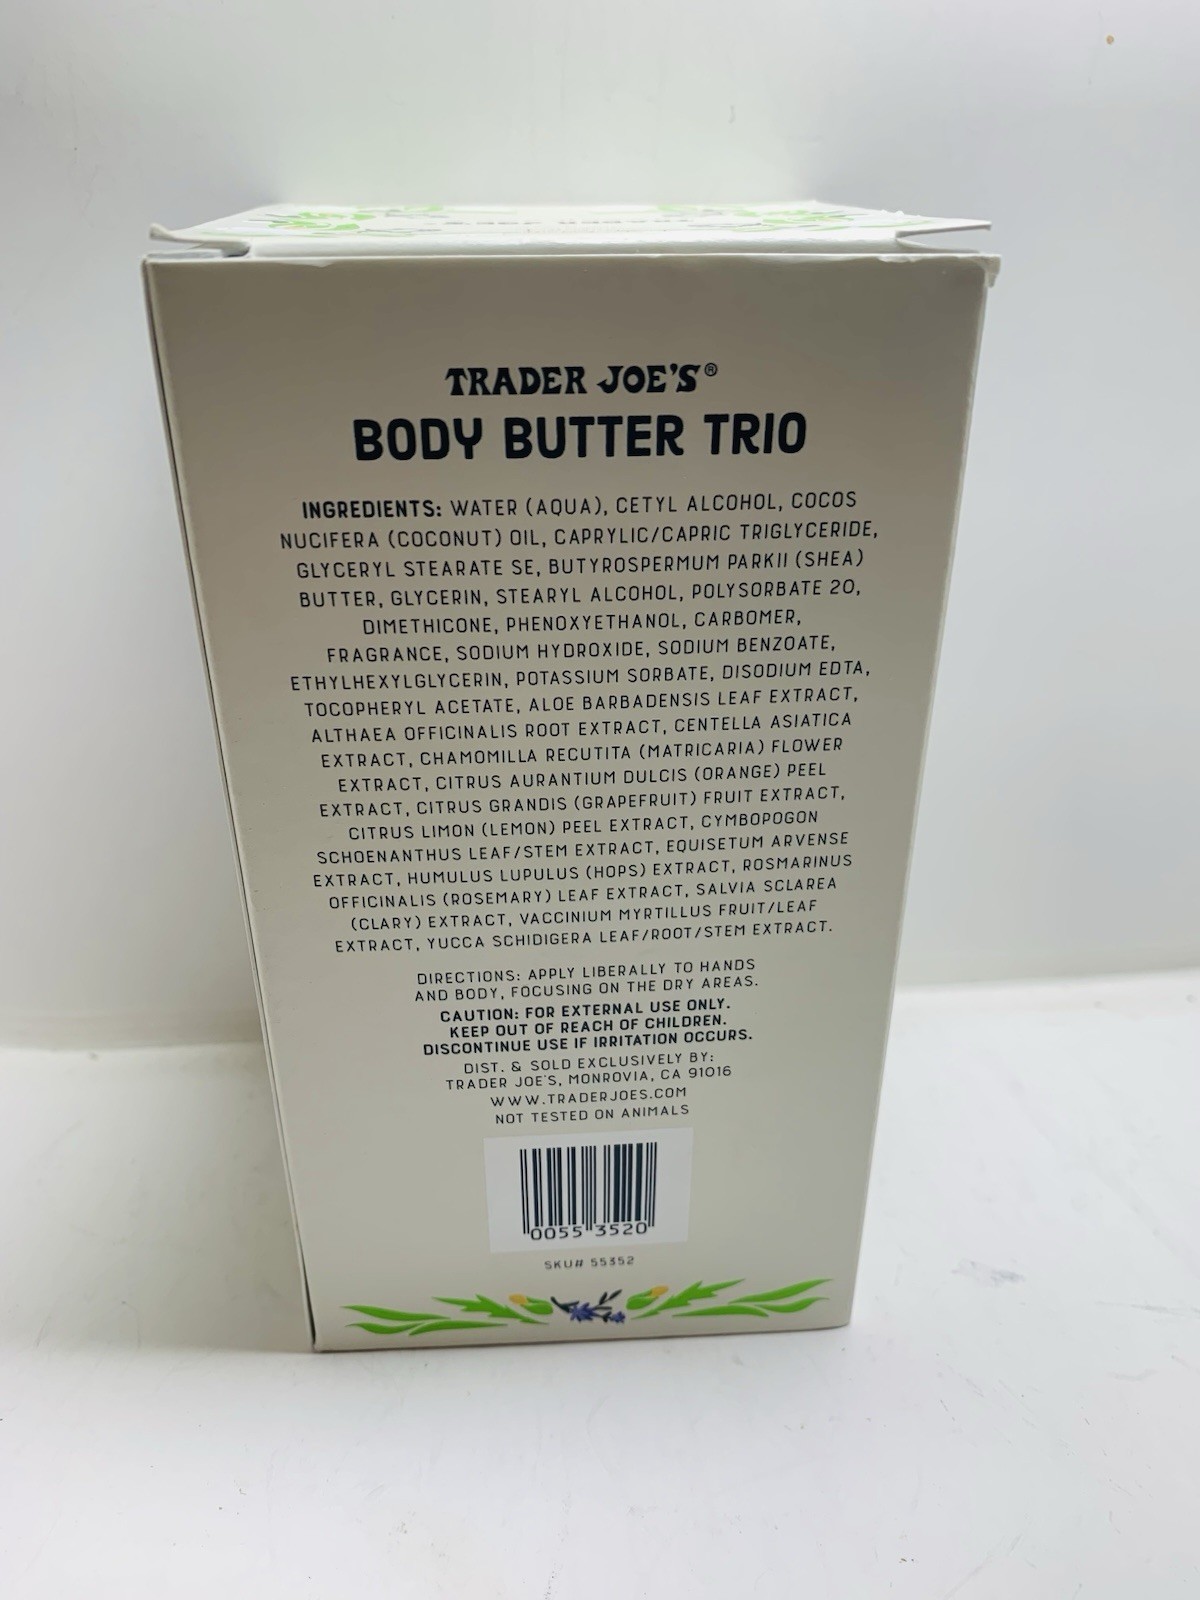 TRADER JOE'S®
BODY BUTTER TRIO
INGREDIENTS: WATER (AQUA), CETYL ALCOHOL, COCOS
NUCIFERA (COCONUT) OIL, CAPRYLIC/CAPRIC TRIGLYCERIDE,
GLYCERYL STEARATE SE, BUTYROSPERMUM PARKII (SHEA)
BUTTER, GLYCERIN, STEARYL ALCOHOL, POLYSORBATE 20,
DIMETHICONE, PHENOXYETHANOL, CARBOMER,
FRAGRANCE, SODIUM HYDROXIDE, SODIUM BENZOATE,
ETHYLHEXYLGLYCERIN, POTASSIUM SORBATE, DISODIUM EDTA,
TOCOPHERYL ACETATE, ALOE BARBADENSIS LEAF EXTRACT,
ALTHAEA OFFICINALIS ROOT EXTRACT, CENTELLA ASIATICA
EXTRACT, CHAMOMILLA RECUTITA (MATRICARIA) FLOWER
EXTRACT, CITRUS AURANTIUM DULCIS (ORANGE) PEEL
EXTRACT, CITRUS GRANDIS (GRAPEFRUIT) FRUIT EXTRACT,
CITRUS LIMON (LEMON) PEEL EXTRACT, CYMBOPOGON
SCHOENANTHUS LEAF/STEM EXTRACT, EQUISETUM ARVENSE
EXTRACT, HUMULUS LUPULUS (HOPS) EXTRACT, ROSMARINUS
OFFICINALIS (ROSEMARY) LEAF EXTRACT, SALVIA SCLAREA
(CLARY) EXTRACT, VACCINIUM MYRTILLUS FRUIT/LEAF
EXTRACT, YUCCA SCHIDIGERA LEAF/ROOT/STEM EXTRACT.
DIRECTIONS: APPLY LIBERALLY TO HANDS
AND BODY, FOCUSING ON THE DRY AREAS.
CAUTION: FOR EXTERNAL USE ONLY.
KEEP OUT OF REACH OF CHILDREN.
DISCONTINUE USE IF IRRITATION OCCURS.
DIST. & SOLD EXCLUSIVELY BY:
TRADER JOE'S, MONROVIA, CA 91016
WWW.TRADERJOES.COM
NOT TESTED ON ANIMALS
0055 3520
SKU# 55352